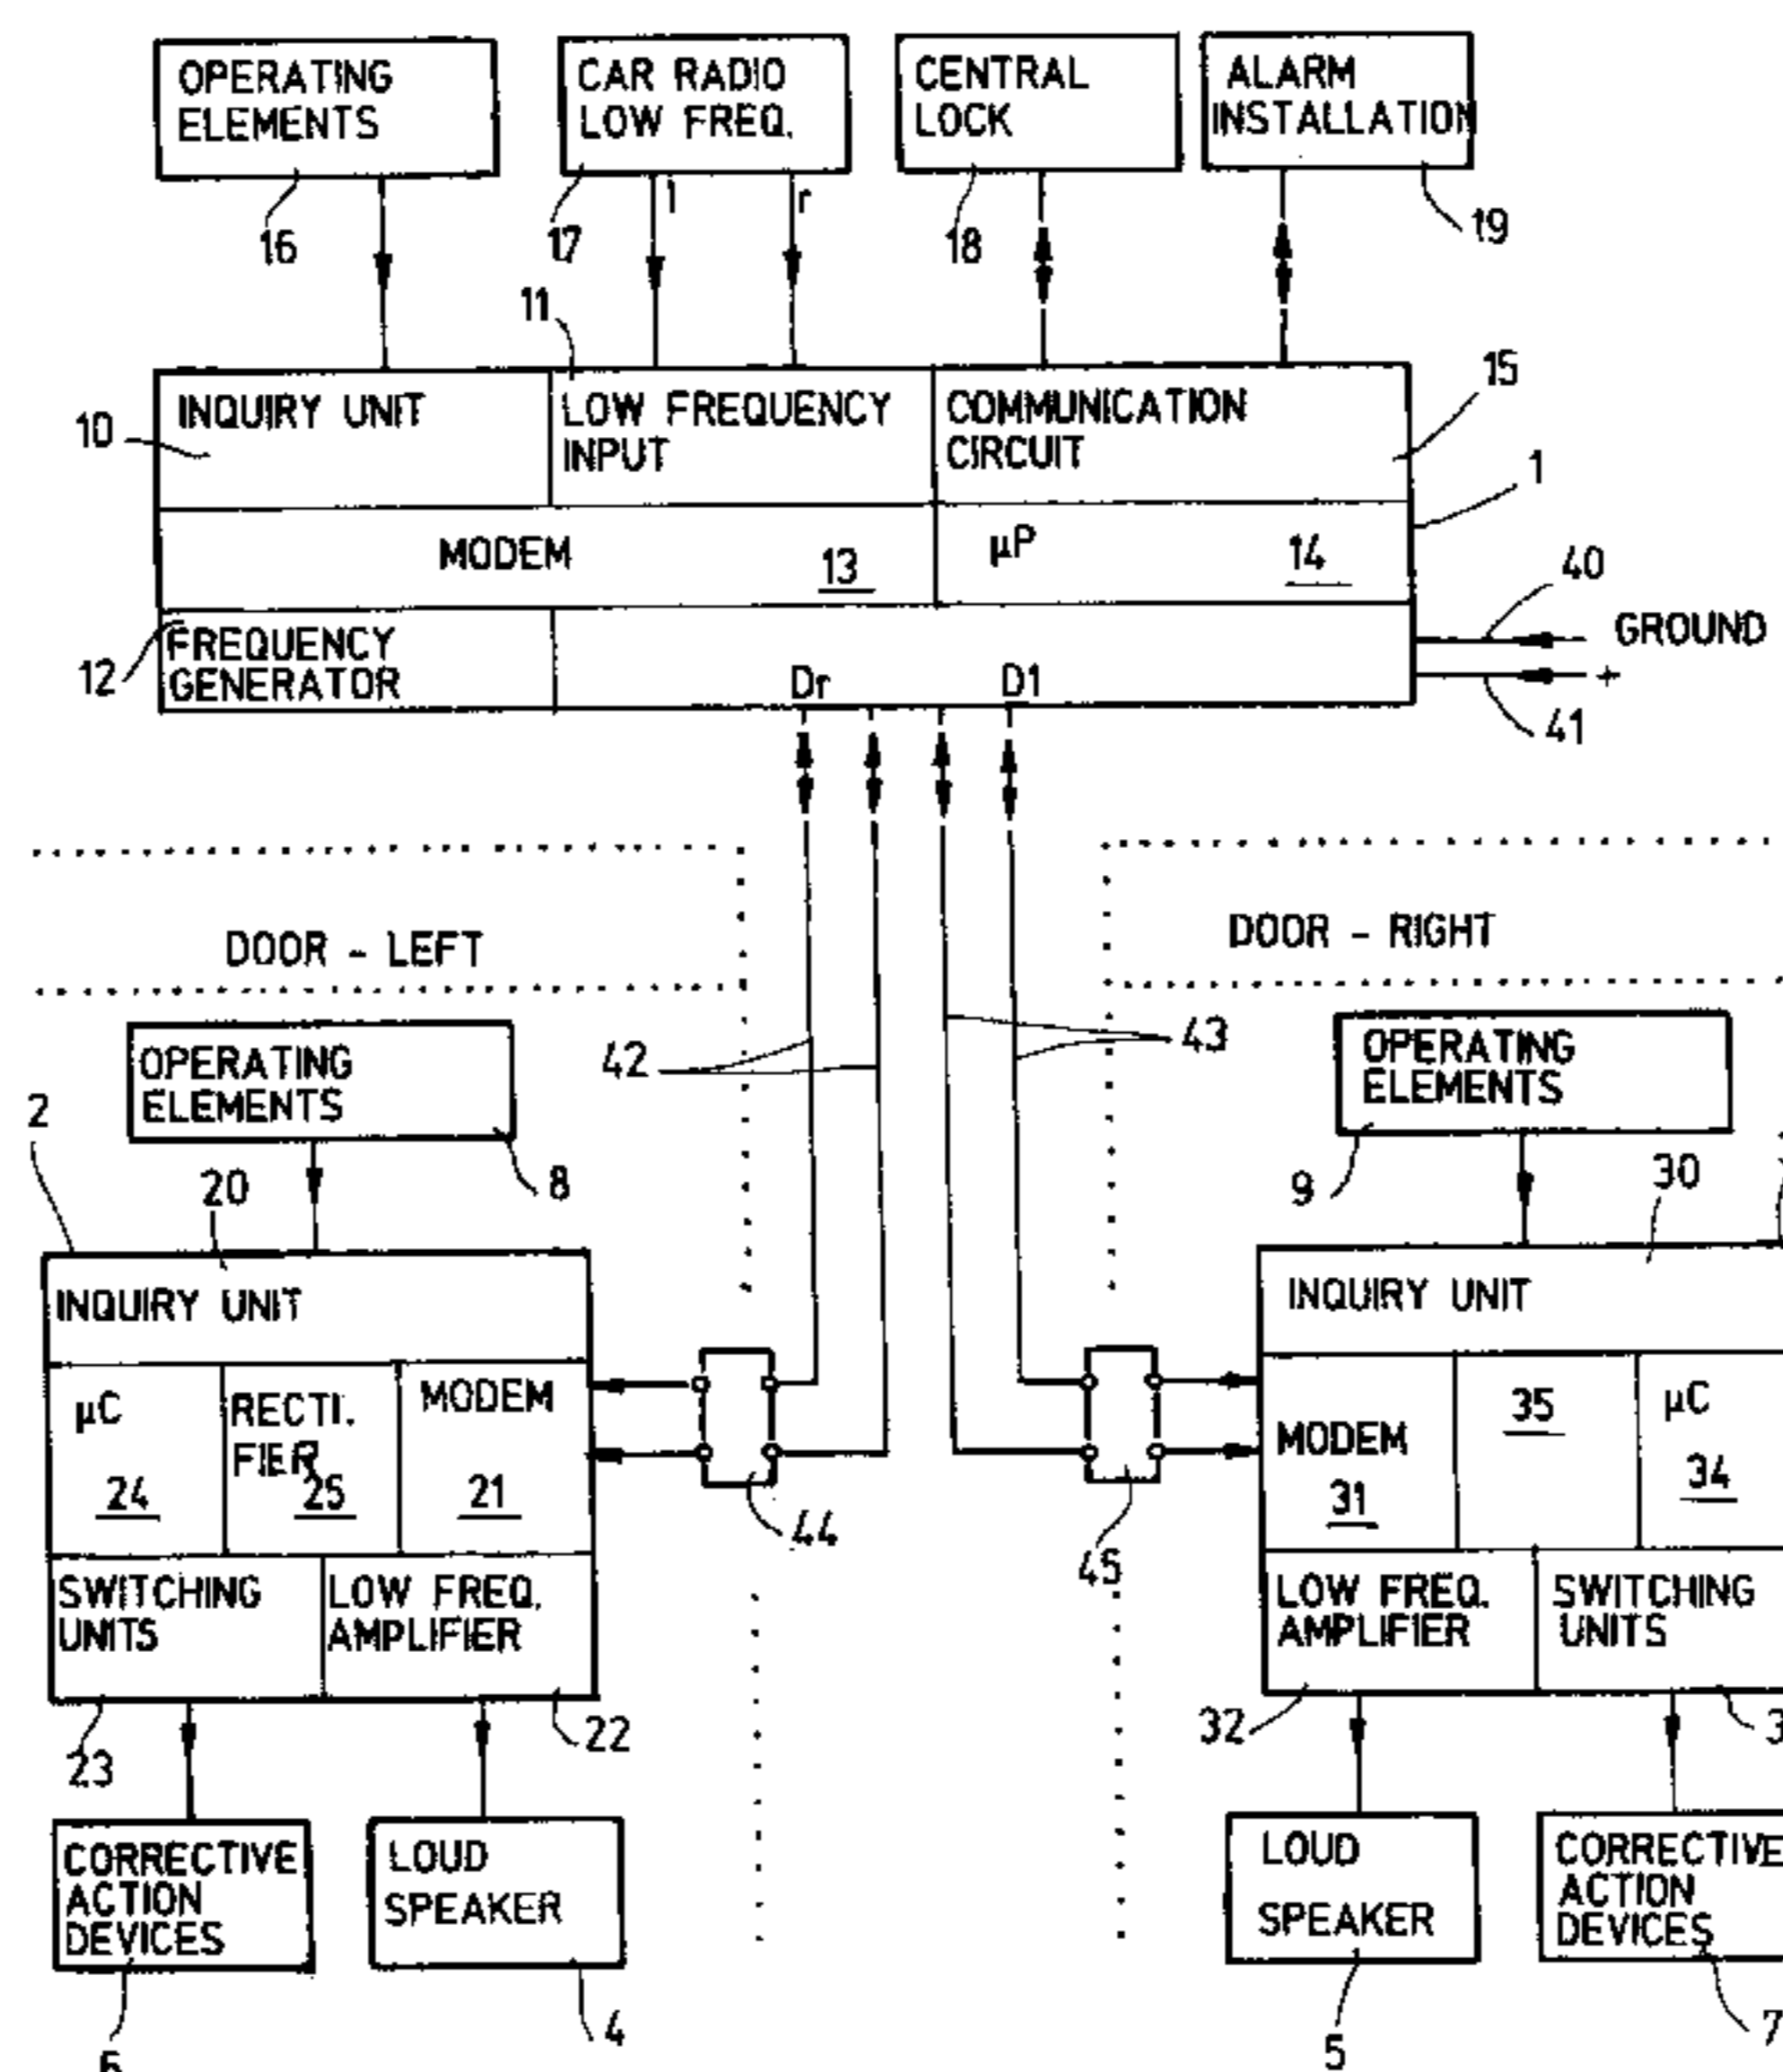 OPERATING
ELEMENTS
CAR RADIO
LOW FREQ.
CENTRAL
LOCK
ALARM
INSTALLATION
16
17
l
r
18
19
11
10
INQUIRY UNIT
LOW FREQUENCY
INPUT
COMMUNICATION
CIRCUIT
15
1
MODEM
13
µP
14
40
12
FREQUENCY
GENERATOR
Dr
D1
GROUND
+
41
DOOR - LEFT
DOOR - RIGHT
42
43
OPERATING
ELEMENTS
OPERATING
ELEMENTS
2
20
8
9
30
INQUIRY UNIT
INQUIRY UNIT
µC
24
RECTI.
FIER
25
MODEM
21
44
45
MODEM
31
35
µC
34
SWITCHING
UNITS
LOW FREQ.
AMPLIFIER
LOW FREQ.
AMPLIFIER
SWITCHING
UNITS
23
22
32
3
CORRECTIVE
ACTION
DEVICES
LOUD
SPEAKER
LOUD
SPEAKER
CORRECTIVE
ACTION
DEVICES
6
4
5
7